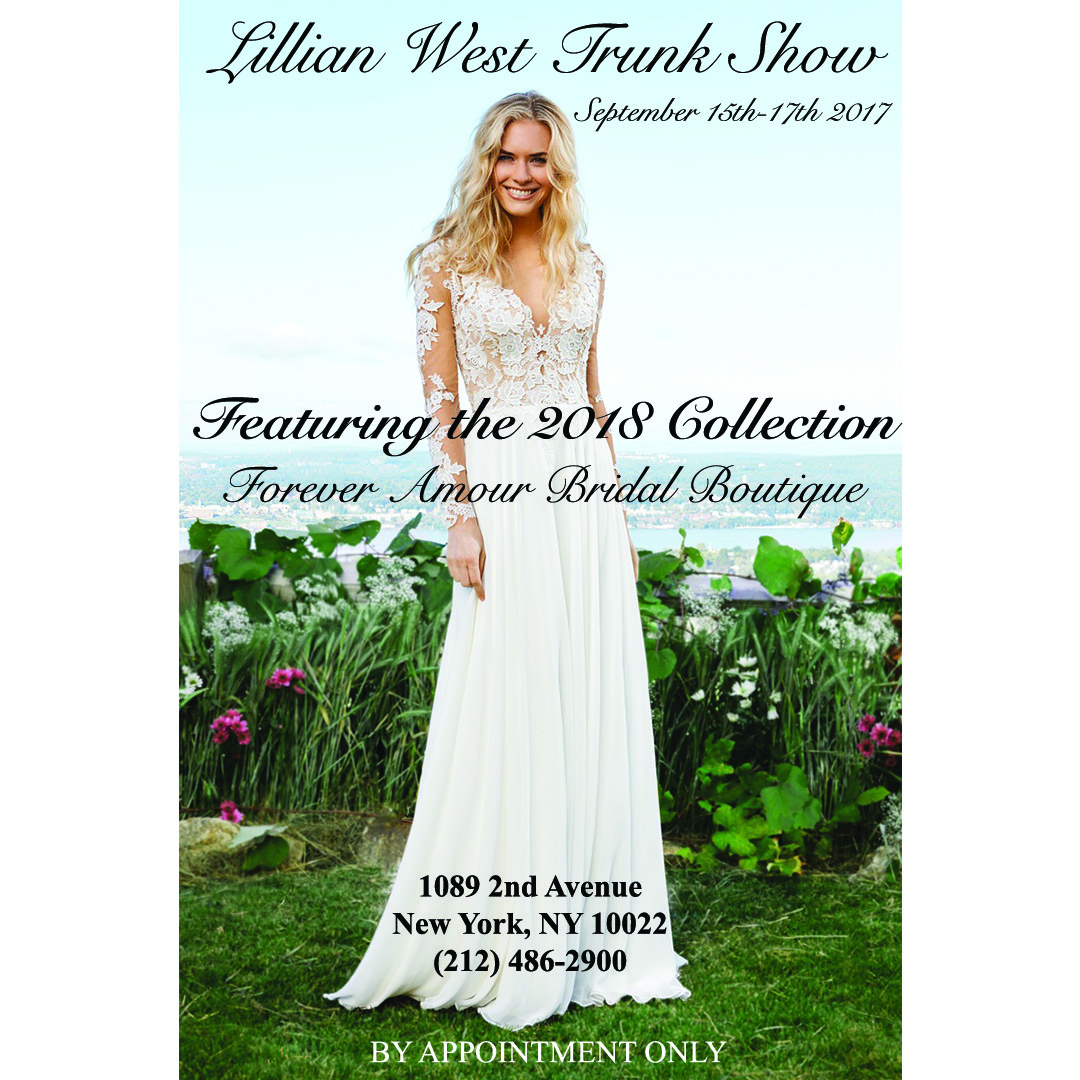 Lillian West Trunk Show
September 15th-17th 2017
Featuring the 2018 Collection
Forever Amour Bridal Boutique
1089 2nd Avenue
New York, NY 10022
(212) 486-2900
BY APPOINTMENT ONLY